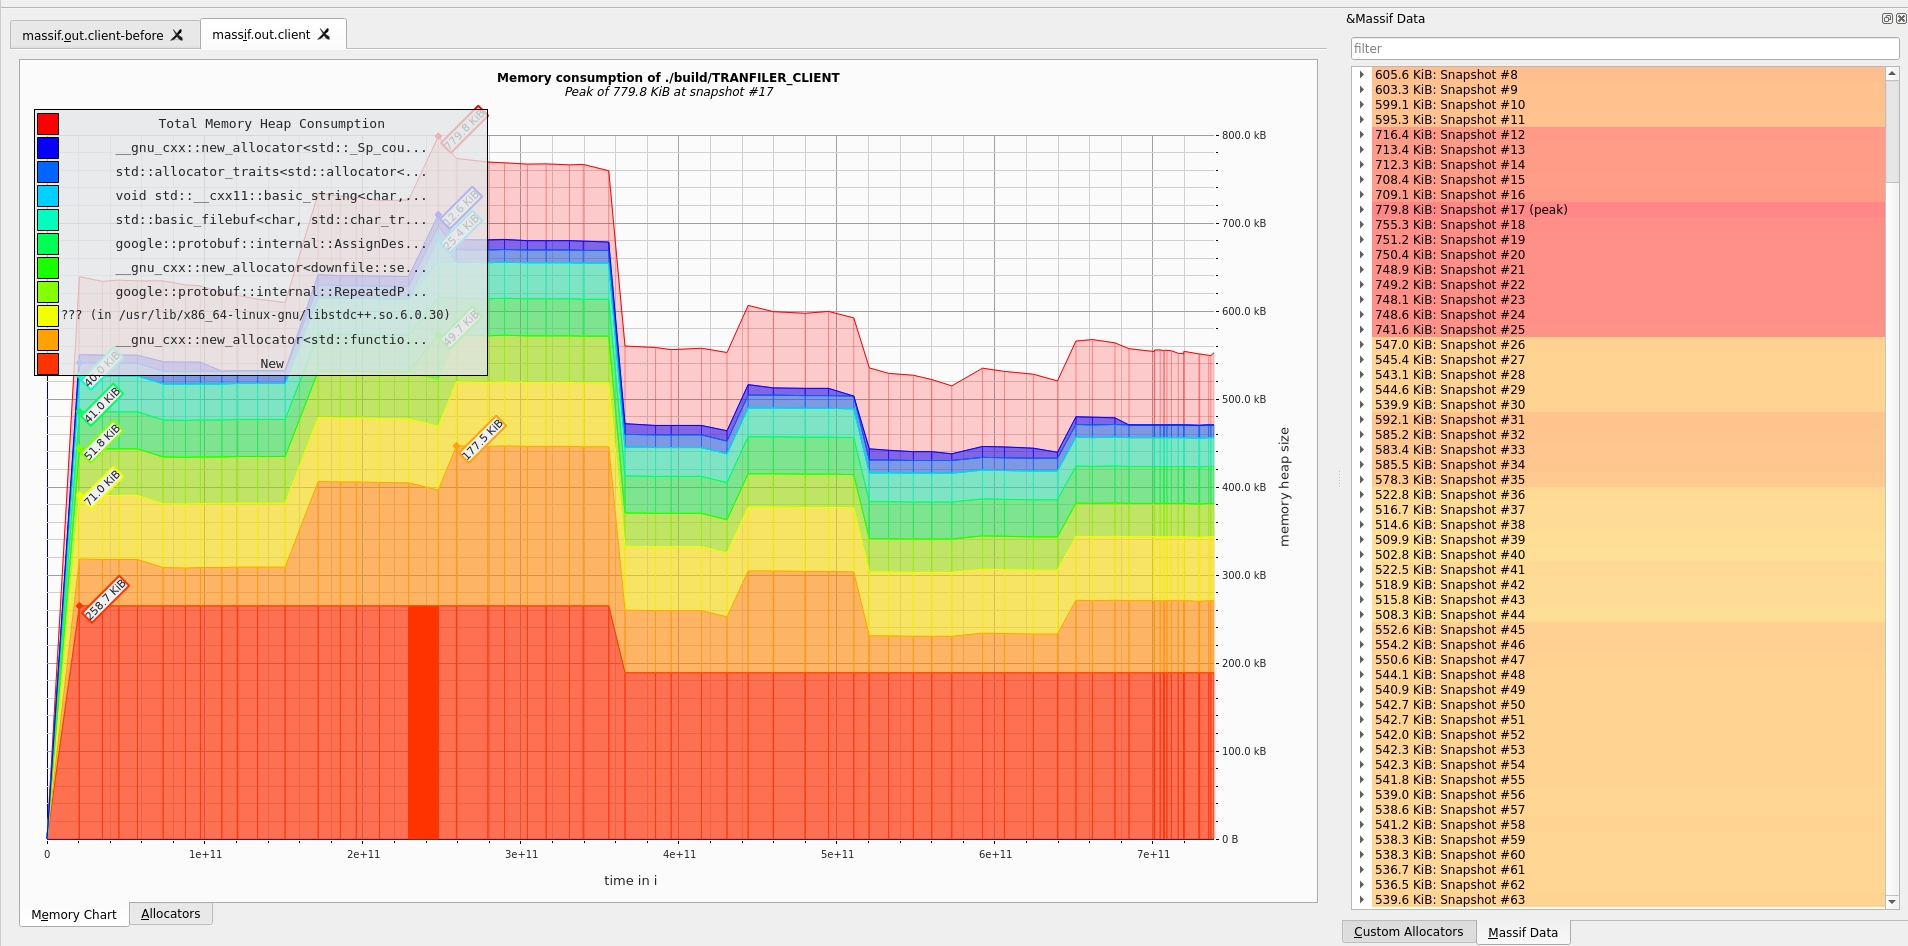 massif.out.client-before
massif.out.client
Memory consumption of ./build/TRANFILER_CLIENT
Peak of 779.8 KiB at snapshot #17
Total Memory Heap Consumption
__gnu_cxx::new_allocator<std::_Sp_cou...
std::allocator_traits<std::allocator<...
void std::__cxx11::basic_string<char,...
std::basic_filebuf<char, std::char_tr...
google::protobuf::internal::AssignDes...
__gnu_cxx::new_allocator<downfile::se...
google::protobuf::internal::RepeatedP...
??? (in /usr/lib/x86_64-linux-gnu/libstdc++.so.6.0.30)
__gnu_cxx::new_allocator<std::functio...
New
779.8 KiB
12.6 KiB
25.4 KiB
49.7 KiB
40.0 KiB
41.0 KiB
51.8 KiB
71.0 KiB
177.5 KiB
258.7 KiB
800.0 kB
700.0 kB
600.0 kB
500.0 kB
400.0 kB
300.0 kB
200.0 kB
100.0 kB
0 B
memory heap size
0
1e+11
2e+11
3e+11
4e+11
5e+11
6e+11
7e+11
time in i
Memory Chart
Allocators
&Massif Data
filter
605.6 KiB: Snapshot #8
603.3 KiB: Snapshot #9
599.1 KiB: Snapshot #10
595.3 KiB: Snapshot #11
716.4 KiB: Snapshot #12
713.4 KiB: Snapshot #13
712.3 KiB: Snapshot #14
708.4 KiB: Snapshot #15
709.1 KiB: Snapshot #16
779.8 KiB: Snapshot #17 (peak)
755.3 KiB: Snapshot #18
751.2 KiB: Snapshot #19
750.4 KiB: Snapshot #20
748.9 KiB: Snapshot #21
749.2 KiB: Snapshot #22
748.1 KiB: Snapshot #23
748.6 KiB: Snapshot #24
741.6 KiB: Snapshot #25
547.0 KiB: Snapshot #26
545.4 KiB: Snapshot #27
543.1 KiB: Snapshot #28
544.6 KiB: Snapshot #29
539.9 KiB: Snapshot #30
592.1 KiB: Snapshot #31
585.2 KiB: Snapshot #32
583.4 KiB: Snapshot #33
585.5 KiB: Snapshot #34
578.3 KiB: Snapshot #35
522.8 KiB: Snapshot #36
516.7 KiB: Snapshot #37
514.6 KiB: Snapshot #38
509.9 KiB: Snapshot #39
502.8 KiB: Snapshot #40
522.5 KiB: Snapshot #41
518.9 KiB: Snapshot #42
515.8 KiB: Snapshot #43
508.3 KiB: Snapshot #44
552.6 KiB: Snapshot #45
554.2 KiB: Snapshot #46
550.6 KiB: Snapshot #47
544.1 KiB: Snapshot #48
540.9 KiB: Snapshot #49
542.7 KiB: Snapshot #50
542.7 KiB: Snapshot #51
542.0 KiB: Snapshot #52
542.3 KiB: Snapshot #53
542.3 KiB: Snapshot #54
541.8 KiB: Snapshot #55
539.0 KiB: Snapshot #56
538.6 KiB: Snapshot #57
541.2 KiB: Snapshot #58
538.3 KiB: Snapshot #59
538.3 KiB: Snapshot #60
536.7 KiB: Snapshot #61
536.5 KiB: Snapshot #62
539.6 KiB: Snapshot #63
Custom Allocators
Massif Data